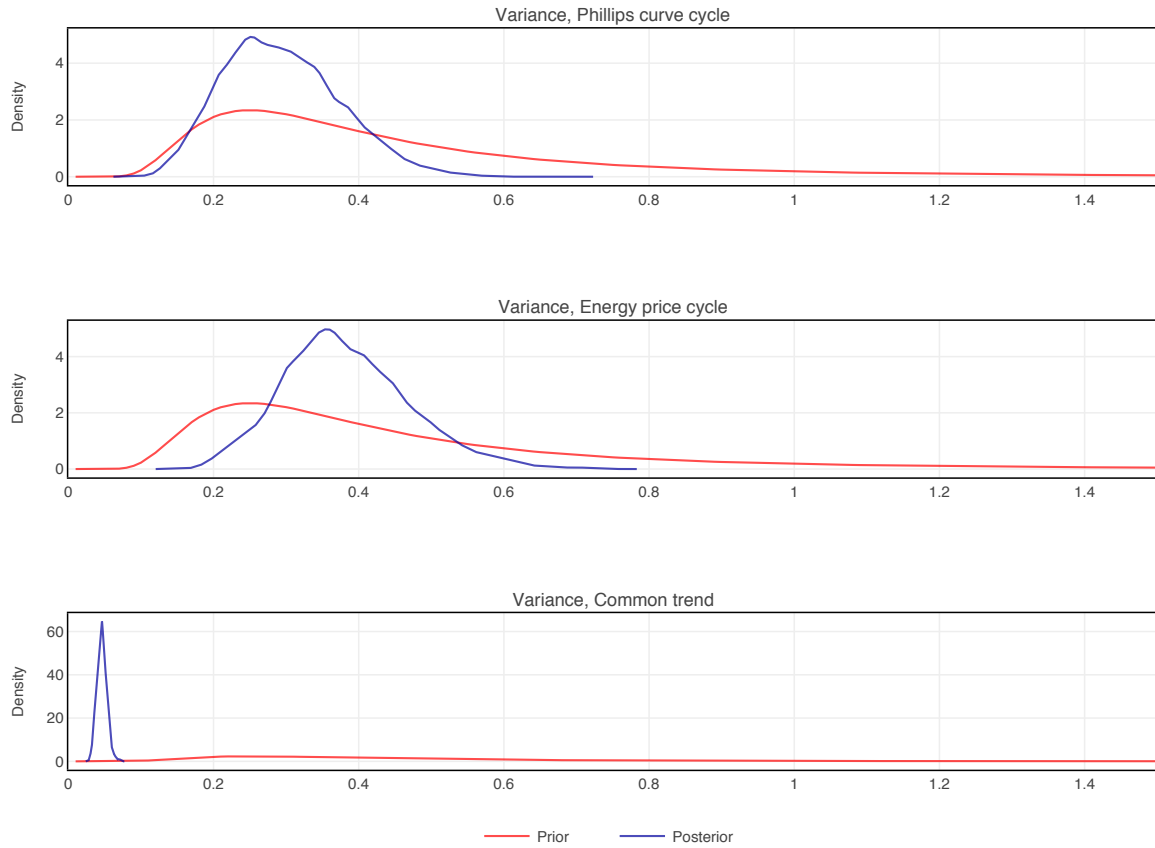 Variance, Phillips curve cycle
Density
4
2
0
0 0.2 0.4 0.6 0.8 1 1.2 1.4
Variance, Energy price cycle
Density
4
2
0
0 0.2 0.4 0.6 0.8 1 1.2 1.4
Variance, Common trend
Density
60
40
20
0
0 0.2 0.4 0.6 0.8 1 1.2 1.4
Prior Posterior